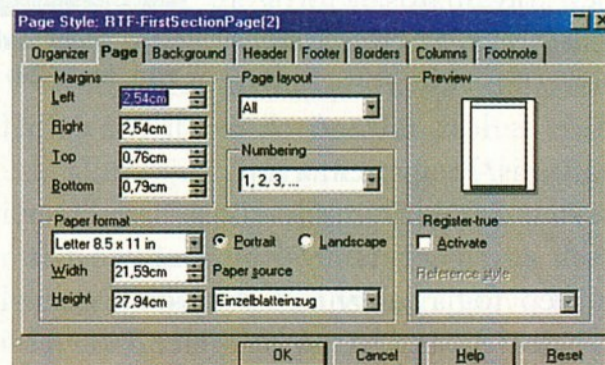 Page Style: RTF-FirstSectionPage(2)
Organizer Page Background Header Footer Borders Columns Footnote
Margins
Left 2,54cm
Right 2,54cm
Top 0,76cm
Bottom 0,79cm
Page layout
All
Numbering
1, 2, 3, ...
Preview
Paper format
Letter 8.5 x 11 in
Portrait Landscape
Width 21,59cm
Height 27,94cm
Paper source
Einzelblatteinzug
Register-true
Activate
Reference style
OK Cancel Help Reset